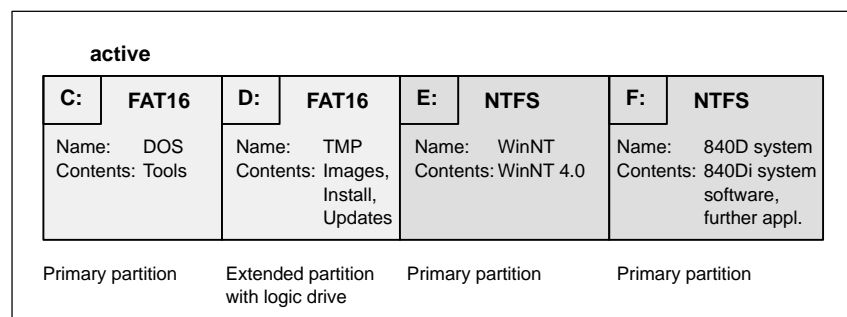 active
C: FAT16 D: FAT16 E: NTFS F: NTFS
Name: DOS
Contents: Tools
Name: TMP
Contents: Images,
Install,
Updates
Name: WinNT
Contents: WinNT 4.0
Name: 840D system
Contents: 840Di system
software,
further appl.
Primary partition
Extended partition
with logic drive
Primary partition
Primary partition